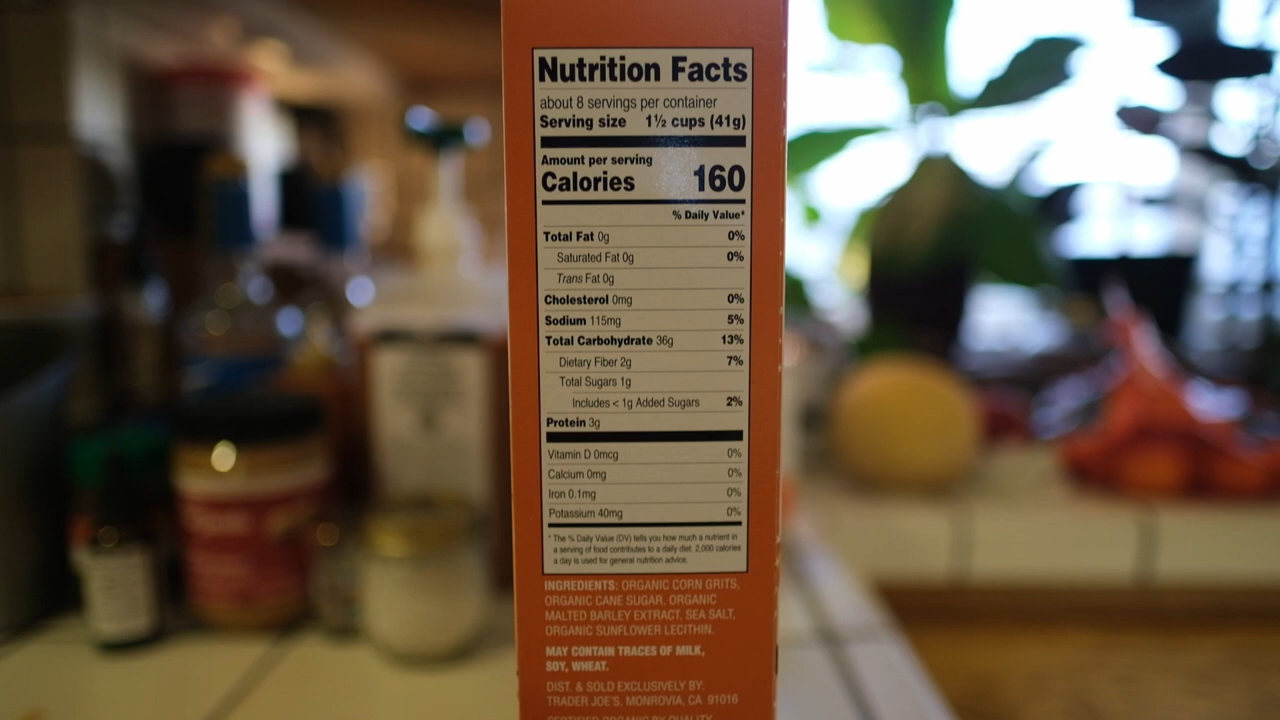 Nutrition Facts
about 8 servings per container
Serving size 1½ cups (41g)
Amount per serving
Calories 160
% Daily Value*
Total Fat 0g 0%
Saturated Fat 0g 0%
Trans Fat 0g
Cholesterol 0mg 0%
Sodium 115mg 5%
Total Carbohydrate 36g 13%
Dietary Fiber 2g 7%
Total Sugars 1g
Includes < 1g Added Sugars 2%
Protein 3g
Vitamin D 0mcg 0%
Calcium 0mg 0%
Iron 0.1mg 0%
Potassium 40mg 0%
* The % Daily Value (DV) tells you how much a nutrient in
a serving of food contributes to a daily diet. 2,000 calories
a day is used for general nutrition advice.
INGREDIENTS: ORGANIC CORN GRITS,
ORGANIC CANE SUGAR, ORGANIC
MALTED BARLEY EXTRACT, SEA SALT,
ORGANIC SUNFLOWER LECITHIN.
MAY CONTAIN TRACES OF MILK,
SOY, WHEAT.
DIST. & SOLD EXCLUSIVELY BY:
TRADER JOE'S, MONROVIA, CA 91016
CERTIFIED ORGANIC BY QUALITY